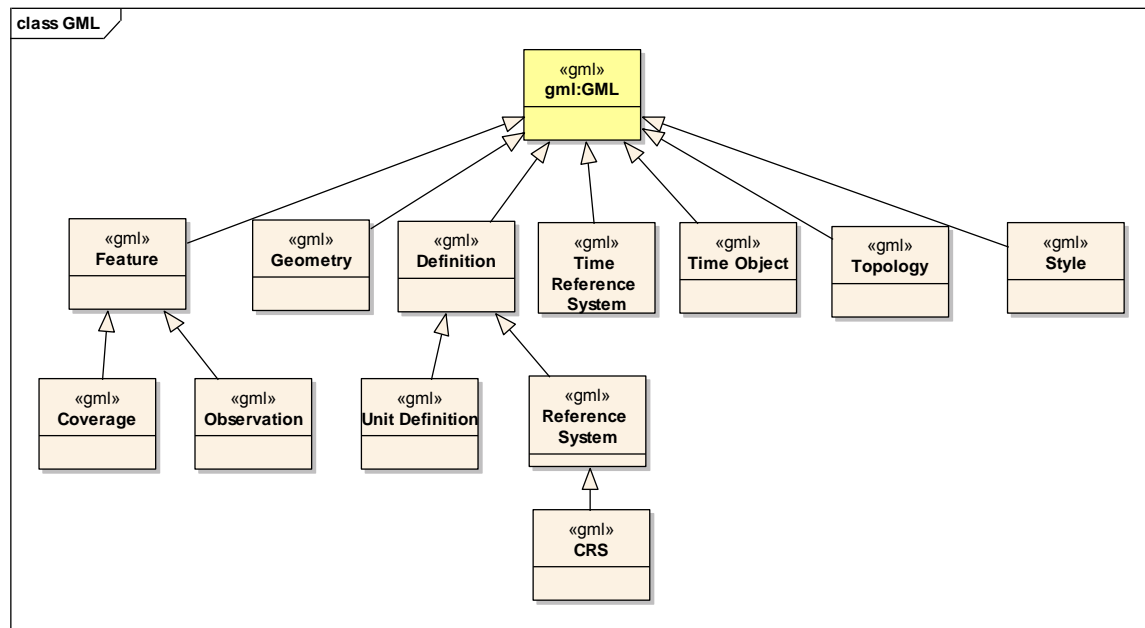 class GML
«gml»
gml:GML
«gml»
Feature
«gml»
Geometry
«gml»
Definition
«gml»
Time
Reference
System
«gml»
Time Object
«gml»
Topology
«gml»
Style
«gml»
Coverage
«gml»
Observation
«gml»
Unit Definition
«gml»
Reference
System
«gml»
CRS